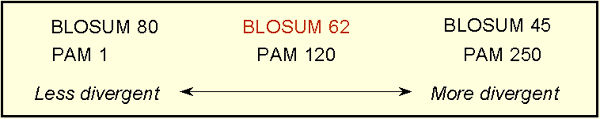 BLOSUM 80 BLOSUM 62 BLOSUM 45
PAM 1 PAM 120 PAM 250
Less divergent More divergent